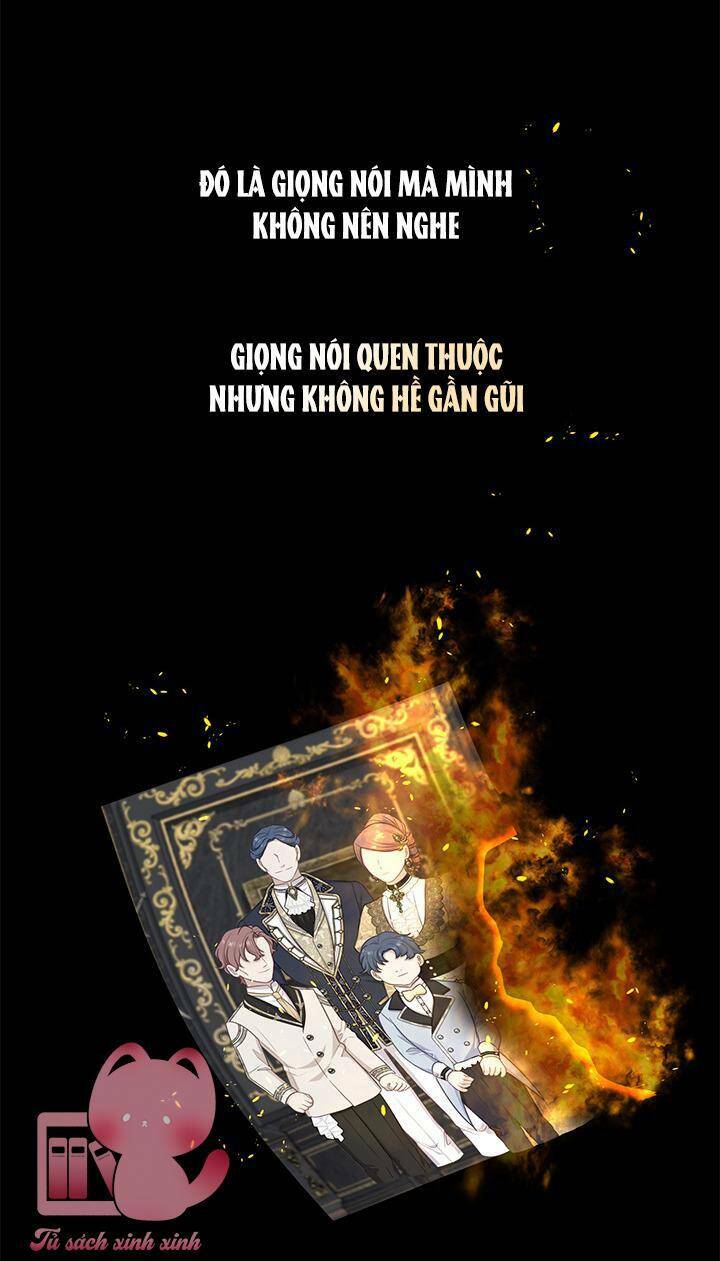 ĐÓ LÀ GIỌNG NÓI MÀ MÌNH
KHÔNG NÊN NGHE
GIỌNG NÓI QUEN THUỘC
NHƯNG KHÔNG HỀ GẦN GŨI
Tủ sách xinh xinh